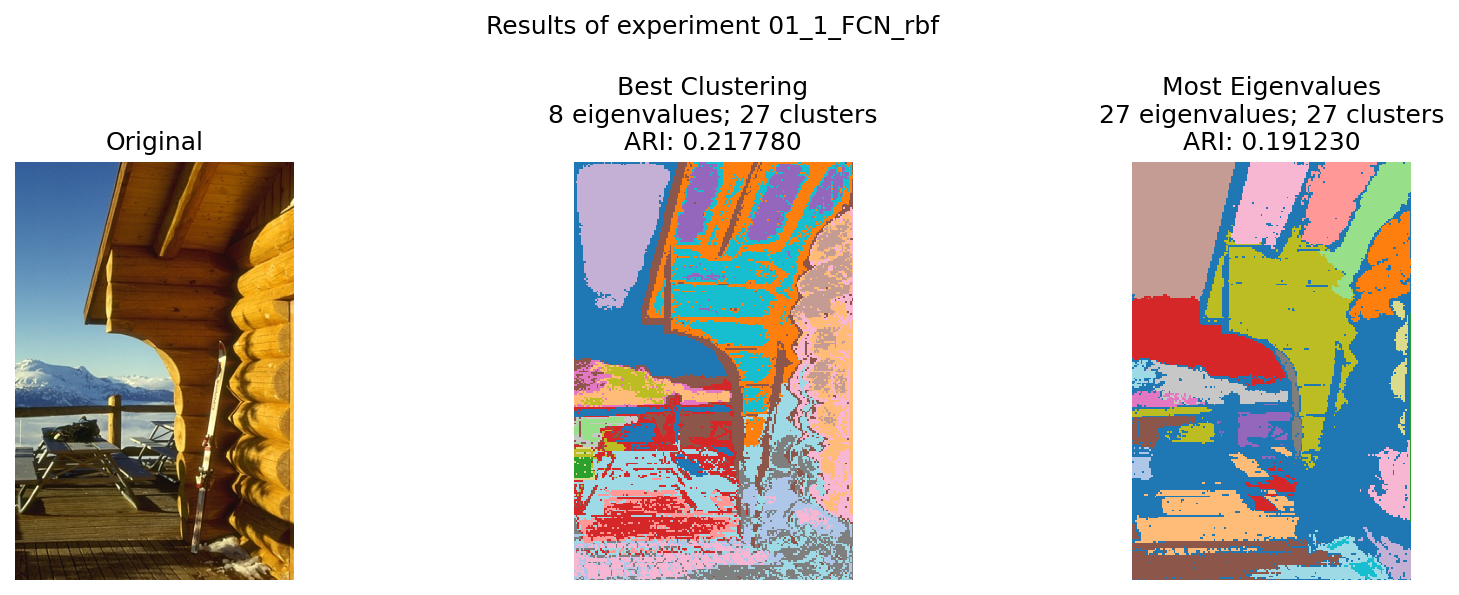 Results of experiment 01_1_FCN_rbf
Original
Best Clustering
8 eigenvalues; 27 clusters
ARI: 0.217780
Most Eigenvalues
27 eigenvalues; 27 clusters
ARI: 0.191230